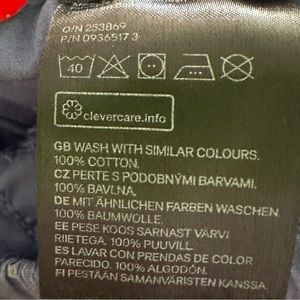 O/N 253869
P/N 0936517 3
40
clevercare.info
GB WASH WITH SIMILAR COLOURS.
100% COTTON.
CZ PERTE S PODOBNÝMI BARVAMI.
100% BAVLNA.
DE MIT ÄHNLICHEN FARBEN WASCHEN.
100% BAUMWOLLE.
EE PESE KOOS SARNAST VÄRVI
RIIETEGA. 100% PUUVILL.
ES LAVAR CON PRENDAS DE COLOR
PARECIDO. 100% ALGODÓN.
FI PESTÄÄN SAMANVÄRISTEN KANSSA